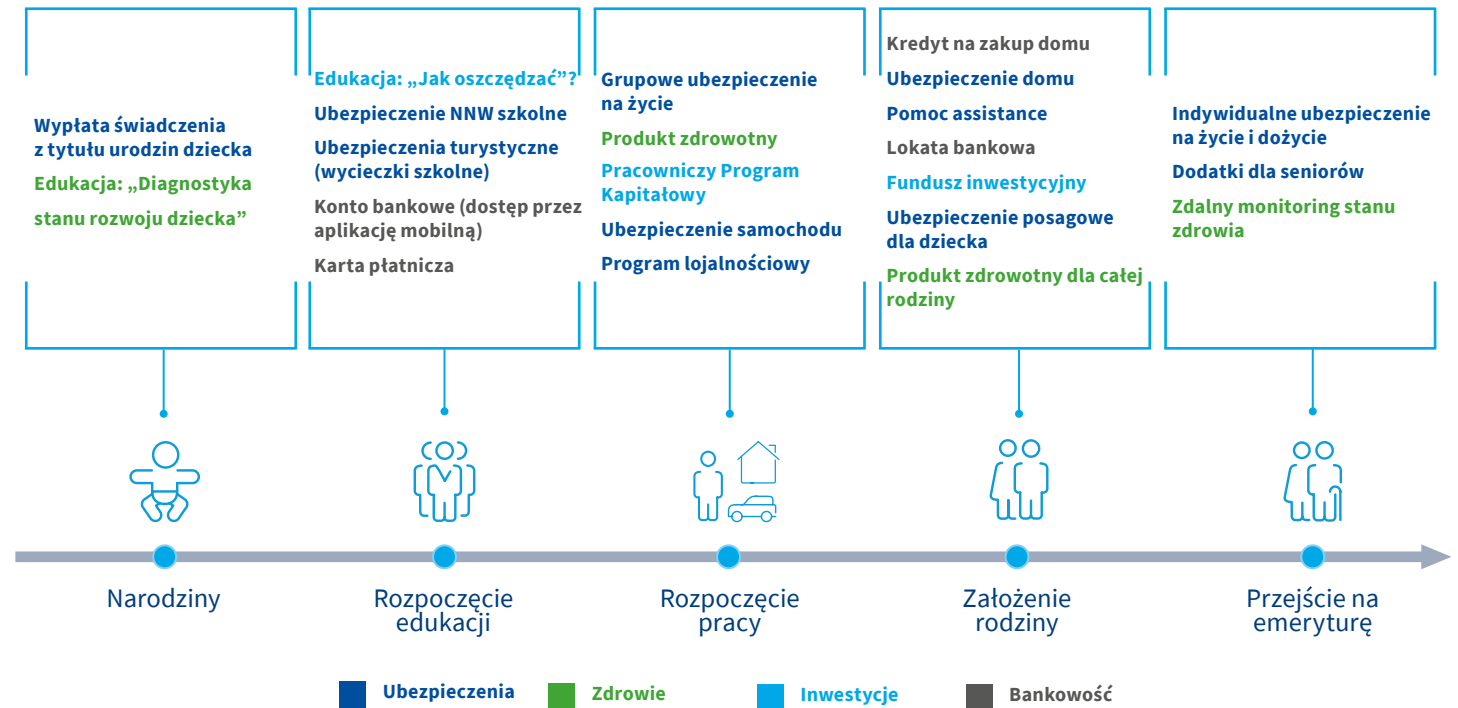 Wypłata świadczenia
z tytułu urodzin dziecka
Edukacja: „Diagnostyka
stanu rozwoju dziecka”
Edukacja: „Jak oszczędzać”?
Ubezpieczenie NNW szkolne
Ubezpieczenia turystyczne
(wycieczki szkolne)
Konto bankowe (dostęp przez
aplikację mobilną)
Karta płatnicza
Grupowe ubezpieczenie
na życie
Produkt zdrowotny
Pracowniczy Program
Kapitałowy
Ubezpieczenie samochodu
Program lojalnościowy
Kredyt na zakup domu
Ubezpieczenie domu
Pomoc assistance
Lokata bankowa
Fundusz inwestycyjny
Ubezpieczenie posagowe
dla dziecka
Produkt zdrowotny dla całej
rodziny
Indywidualne ubezpieczenie
na życie i dożycie
Dodatki dla seniorów
Zdalny monitoring stanu
zdrowia
Narodziny
Rozpoczęcie
edukacji
Rozpoczęcie
pracy
Założenie
rodziny
Przejście na
emeryturę
Ubezpieczenia
Zdrowie
Inwestycje
Bankowość